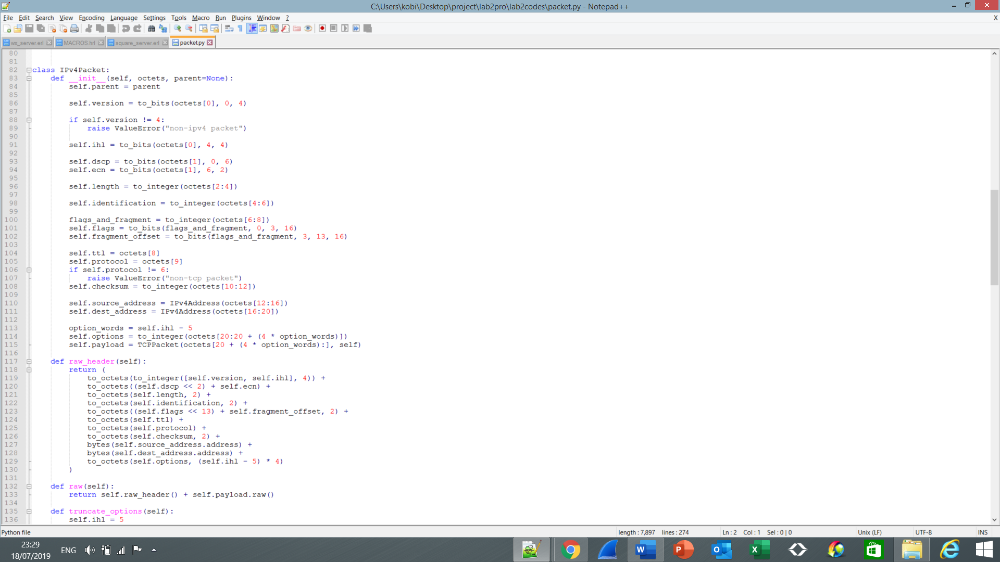 C:\Users\kobi\Desktop\project\lab2pro\lab2codes\packet.py - Notepad++
File Edit Search View Encoding Language Settings Tools Macro Run Plugins Window ? X
wx_server.erl MACROS.hrl square_server.erl packet.py
80
81
82 class IPv4Packet:
83     def __init__(self, octets, parent=None):
84         self.parent = parent
85
86         self.version = to_bits(octets[0], 0, 4)
87
88         if self.version != 4:
89             raise ValueError("non-ipv4 packet")
90
91         self.ihl = to_bits(octets[0], 4, 4)
92
93         self.dscp = to_bits(octets[1], 0, 6)
94         self.ecn = to_bits(octets[1], 6, 2)
95
96         self.length = to_integer(octets[2:4])
97
98         self.identification = to_integer(octets[4:6])
99
100         flags_and_fragment = to_integer(octets[6:8])
101         self.flags = to_bits(flags_and_fragment, 0, 3, 16)
102         self.fragment_offset = to_bits(flags_and_fragment, 3, 13, 16)
103
104         self.ttl = octets[8]
105         self.protocol = octets[9]
106         if self.protocol != 6:
107             raise ValueError("non-tcp packet")
108         self.checksum = to_integer(octets[10:12])
109
110         self.source_address = IPv4Address(octets[12:16])
111         self.dest_address = IPv4Address(octets[16:20])
112
113         option_words = self.ihl - 5
114         self.options = to_integer(octets[20:20 + (4 * option_words)])
115         self.payload = TCPPacket(octets[20 + (4 * option_words):], self)
116
117     def raw_header(self):
118         return (
119             to_octets(to_integer([self.version, self.ihl], 4)) +
120             to_octets((self.dscp << 2) + self.ecn) +
121             to_octets(self.length, 2) +
122             to_octets(self.identification, 2) +
123             to_octets((self.flags << 13) + self.fragment_offset, 2) +
124             to_octets(self.ttl) +
125             to_octets(self.protocol) +
126             to_octets(self.checksum, 2) +
127             bytes(self.source_address.address) +
128             bytes(self.dest_address.address) +
129             to_octets(self.options, (self.ihl - 5) * 4)
130         )
131
132     def raw(self):
133         return self.raw_header() + self.payload.raw()
134
135     def truncate_options(self):
136         self.ihl = 5
Python file length : 7,897 lines : 274 Ln : 2 Col : 1 Sel : 0 | 0 Unix (LF) UTF-8 INS
23:29
ENG
18/07/2019